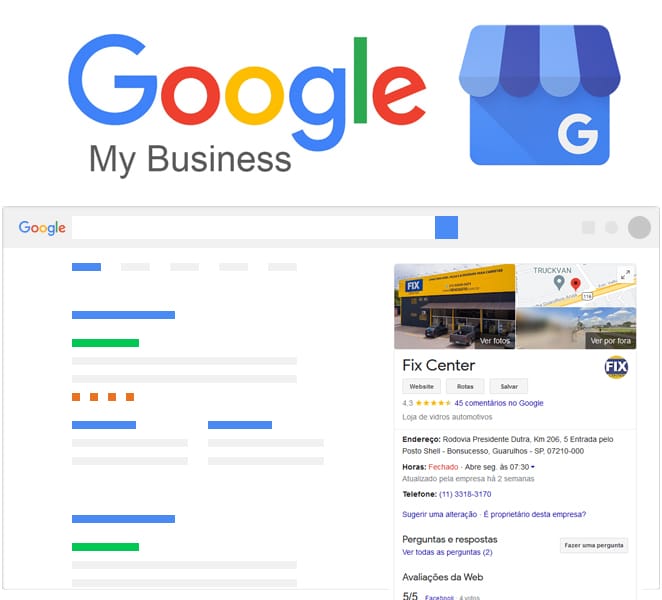 Google
My Business
G
Google
FIX
TRUCKVAN
116
Ver fotos
Ver por fora
Fix Center
FIX
Website
Rotas
Salvar
4,3
45 comentários no Google
Loja de vidros automotivos
Endereço: Rodovia Presidente Dutra, Km 206, 5 Entrada pelo
Posto Shell - Bonsucesso, Guarulhos - SP, 07210-000
Horas: Fechado · Abre seg. às 07:30
Atualizado pela empresa há 2 semanas
Telefone: (11) 3318-3170
Sugerir uma alteração · É proprietário desta empresa?
Perguntas e respostas
Fazer uma pergunta
Ver todas as perguntas (2)
Avaliações da Web
5/5 Facebook · 4 votos